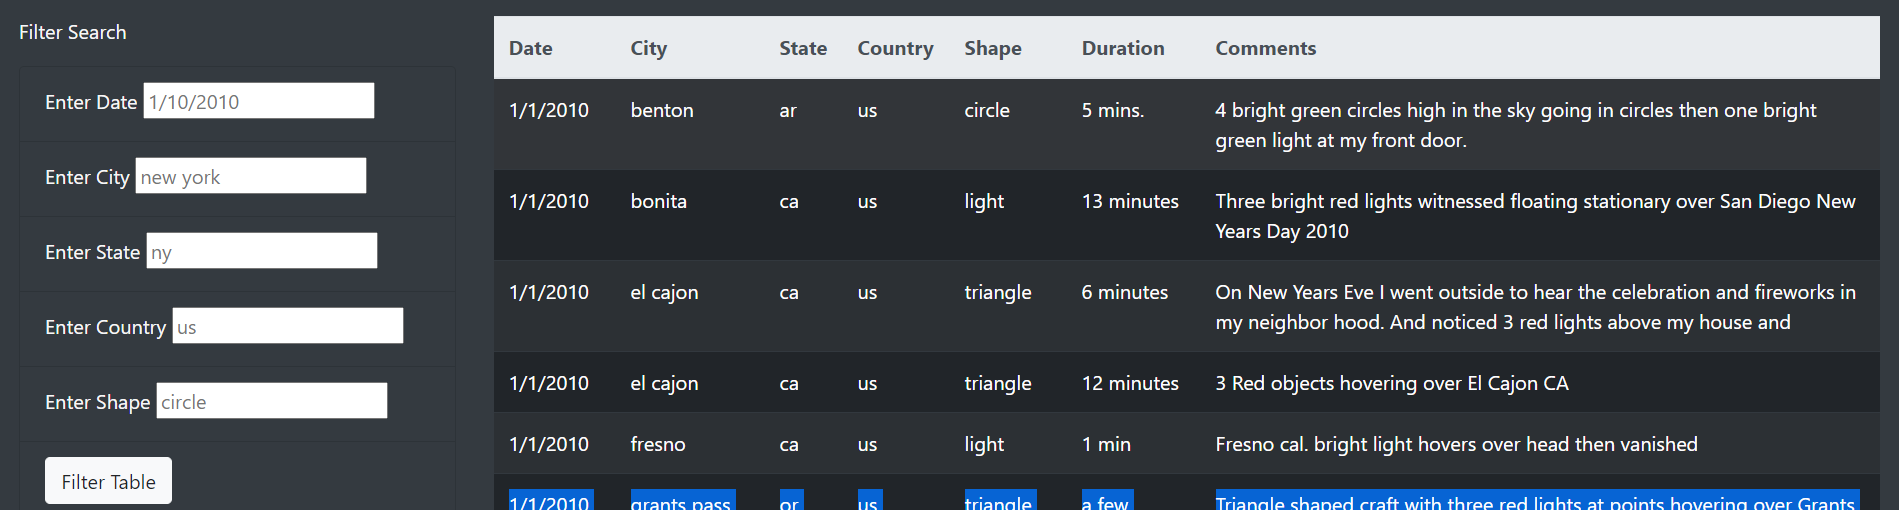 Filter Search
Enter Date 1/10/2010
Enter City new york
Enter State ny
Enter Country us
Enter Shape circle
Filter Table
Date City State Country Shape Duration Comments
1/1/2010 benton ar us circle 5 mins. 4 bright green circles high in the sky going in circles then one bright
green light at my front door.
1/1/2010 bonita ca us light 13 minutes Three bright red lights witnessed floating stationary over San Diego New
Years Day 2010
1/1/2010 el cajon ca us triangle 6 minutes On New Years Eve I went outside to hear the celebration and fireworks in
my neighbor hood. And noticed 3 red lights above my house and
1/1/2010 el cajon ca us triangle 12 minutes 3 Red objects hovering over El Cajon CA
1/1/2010 fresno ca us light 1 min Fresno cal. bright light hovers over head then vanished
1/1/2010 grants pass or us triangle a few Triangle shaped craft with three red lights at points hovering over Grants